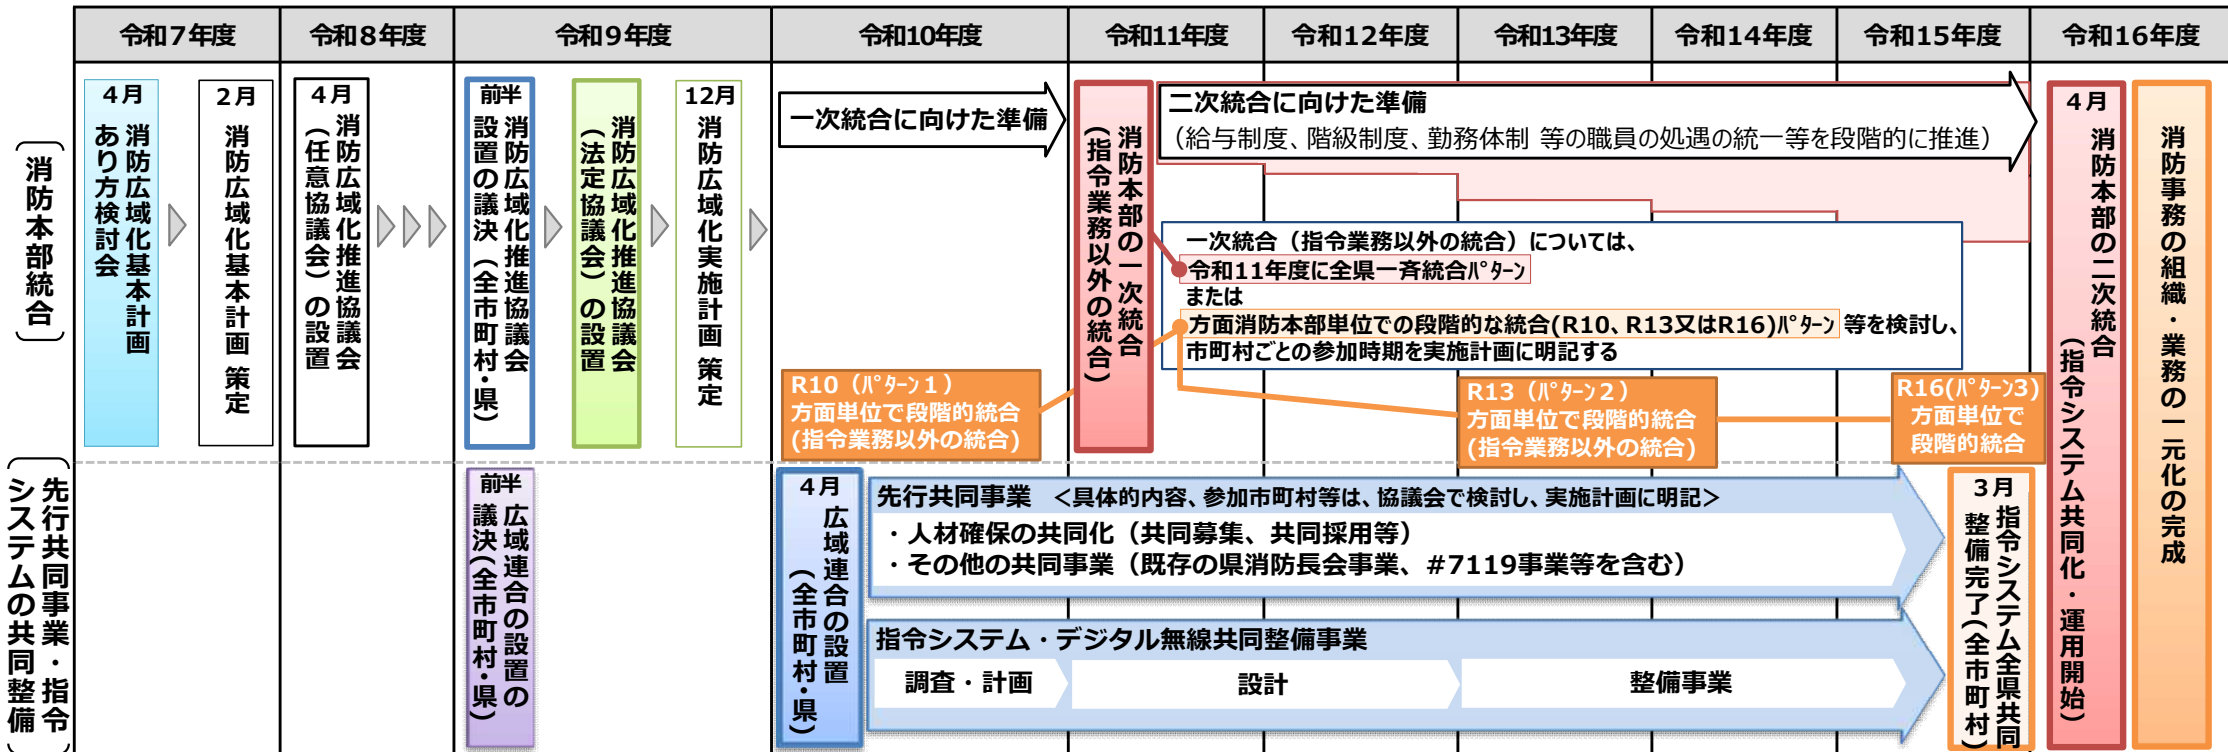 令和7年度
令和8年度
令和9年度
令和10年度
令和11年度
令和12年度
令和13年度
令和14年度
令和15年度
令和16年度
消防本部統合
4月
消防広域化基本計画
あり方検討会
2月
消防広域化基本計画 策定
4月
消防広域化推進協議会
（任意協議会）の設置
前半
消防広域化推進協議会
設置の議決（全市町村・県）
消防広域化推進協議会
（法定協議会）の設置
12月
消防広域化実施計画 策定
一次統合に向けた準備
消防本部の一次統合
（指令業務以外の統合）
二次統合に向けた準備
（給与制度、階級制度、勤務体制 等の職員の処遇の統一等を段階的に推進）
一次統合（指令業務以外の統合）については、
令和11年度に全県一斉統合ﾊﾟﾀｰﾝ
または
方面消防本部単位での段階的な統合(R10、R13又はR16)ﾊﾟﾀｰﾝ 等を検討し、
市町村ごとの参加時期を実施計画に明記する
R10（ﾊﾟﾀｰﾝ１）
方面単位で段階的統合
(指令業務以外の統合)
R13（ﾊﾟﾀｰﾝ２）
方面単位で段階的統合
(指令業務以外の統合)
R16(ﾊﾟﾀｰﾝ3)
方面単位で
段階的統合
4月
消防本部の二次統合
（指令システム共同化・運用開始）
消防事務の組織・業務の一元化の完成
先行共同事業・指令
システムの共同整備
前半
広域連合の設置の
議決（全市町村・県）
4月
広域連合の設置
（全市町村・県）
先行共同事業 ＜具体的内容、参加市町村等は、協議会で検討し、実施計画に明記＞
・人材確保の共同化（共同募集、共同採用等）
・その他の共同事業（既存の県消防長会事業、#7119事業等を含む）
指令システム・デジタル無線共同整備事業
調査・計画
設計
整備事業
3月
指令システム全県共同
整備完了（全市町村）